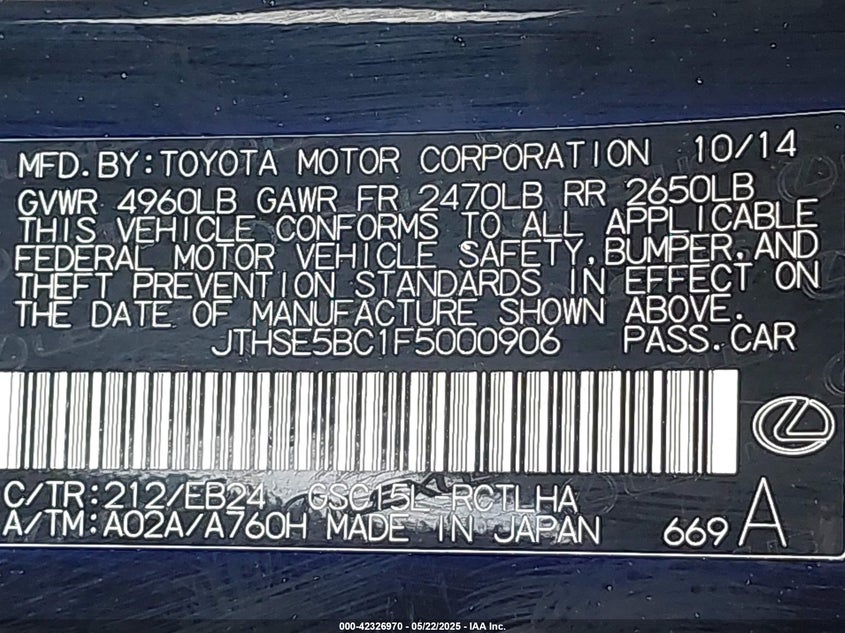 MFD.BY:TOYOTA MOTOR CORPORATION 10/14
GVWR 4960LB GAWR FR 2470LB RR 2650LB
THIS VEHICLE CONFORMS TO ALL APPLICABLE
FEDERAL MOTOR VEHICLE SAFETY, BUMPER, AND
THEFT PREVENTION STANDARDS IN EFFECT ON
THE DATE OF MANUFACTURE SHOWN ABOVE.
JTHSE5BC1F5000906 PASS.CAR
C/TR:212/EB24 GSC15L-RCTLHA
A/TM:A02A/A760H MADE IN JAPAN 669 A
000-42326970 - 05/22/2025 - IAA Inc.